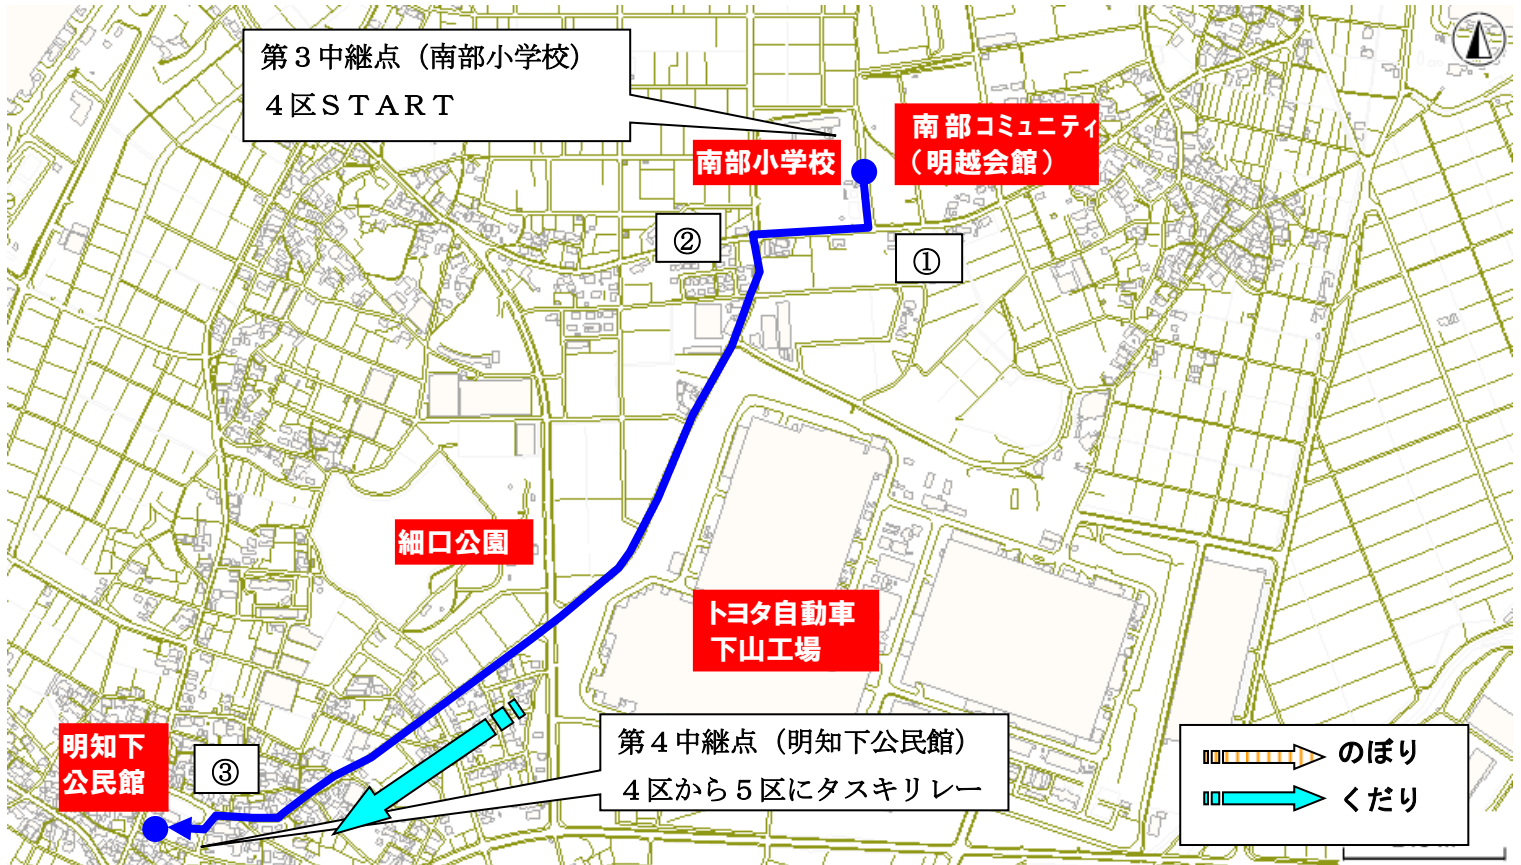 第３中継点（南部小学校）
４区ＳＴＡＲＴ
南部コミュニティ
（明越会館）
南部小学校
②
①
細口公園
トヨタ自動車
下山工場
明知下
公民館
③
第４中継点（明知下公民館）
４区から５区にタスキリレー
のぼり
くだり